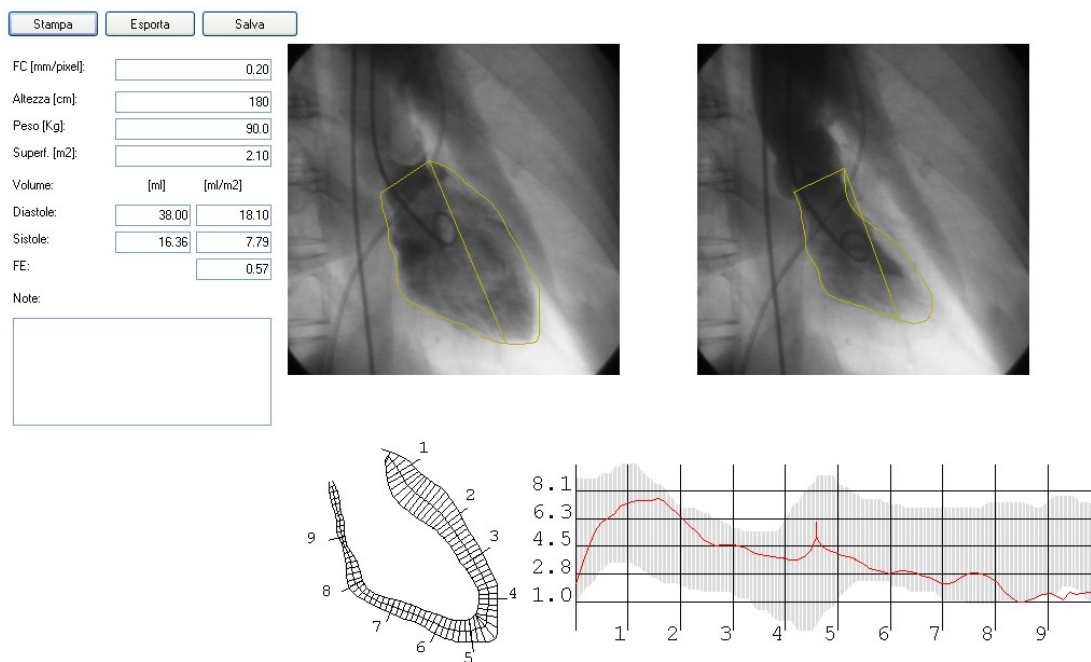 Stampa Esporta Salva
FC [mm/pixel]: 0.20
Altezza [cm]: 180
Peso [Kg]: 90.0
Superf. [m2]: 2.10
Volume: [ml] [ml/m2]
Diastole: 38.00 18.10
Sistole: 16.36 7.79
FE: 0.57
Note:
1
2
3
4
5
6
7
8
9
8.1
6.3
4.5
2.8
1.0
1 2 3 4 5 6 7 8 9